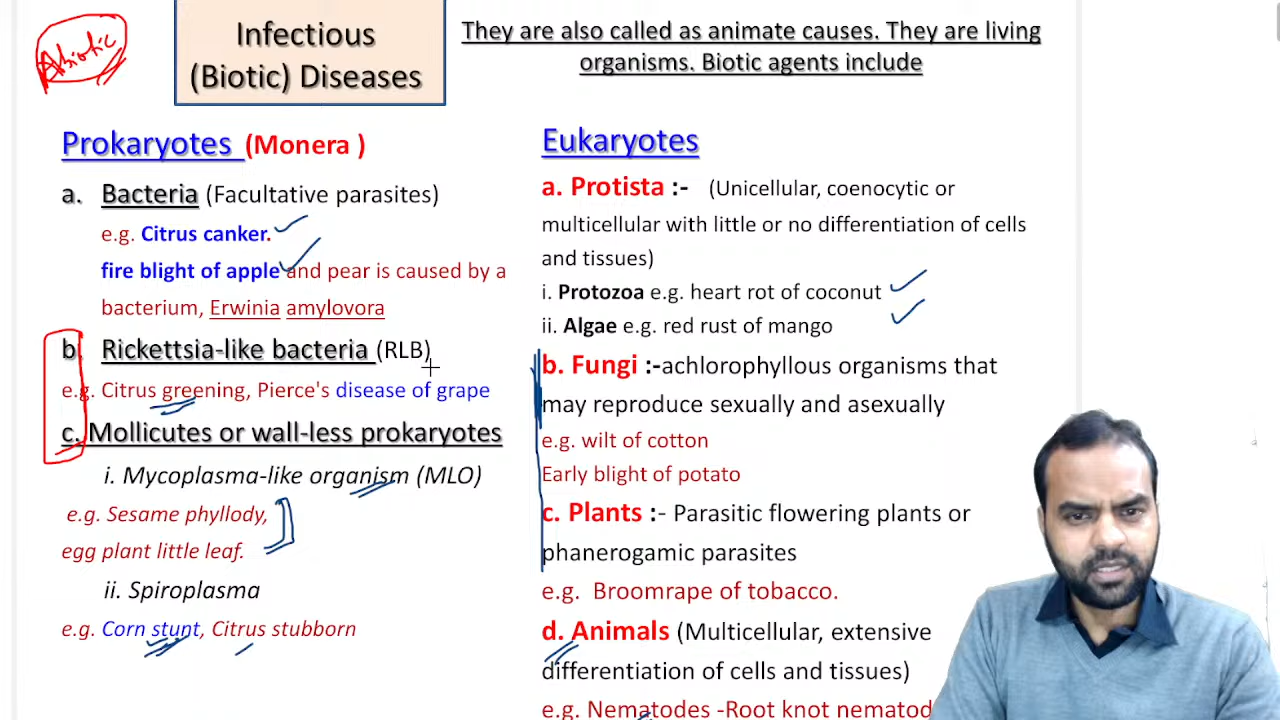 Abiotic
Infectious
(Biotic) Diseases
They are also called as animate causes. They are living
organisms. Biotic agents include
Prokaryotes (Monera )
a. Bacteria (Facultative parasites)
e.g. Citrus canker.
fire blight of apple and pear is caused by a
bacterium, Erwinia amylovora
b. Rickettsia-like bacteria (RLB)
e.g. Citrus greening, Pierce's disease of grape
c. Mollicutes or wall-less prokaryotes
i. Mycoplasma-like organism (MLO)
e.g. Sesame phyllody,
egg plant little leaf.
ii. Spiroplasma
e.g. Corn stunt, Citrus stubborn
Eukaryotes
a. Protista :- (Unicellular, coenocytic or
multicellular with little or no differentiation of cells
and tissues)
i. Protozoa e.g. heart rot of coconut
ii. Algae e.g. red rust of mango
b. Fungi :-achlorophyllous organisms that
may reproduce sexually and asexually
e.g. wilt of cotton
Early blight of potato
c. Plants :- Parasitic flowering plants or
phanerogamic parasites
e.g. Broomrape of tobacco.
d. Animals (Multicellular, extensive
differentiation of cells and tissues)
e.g. Nematodes -Root knot nematod